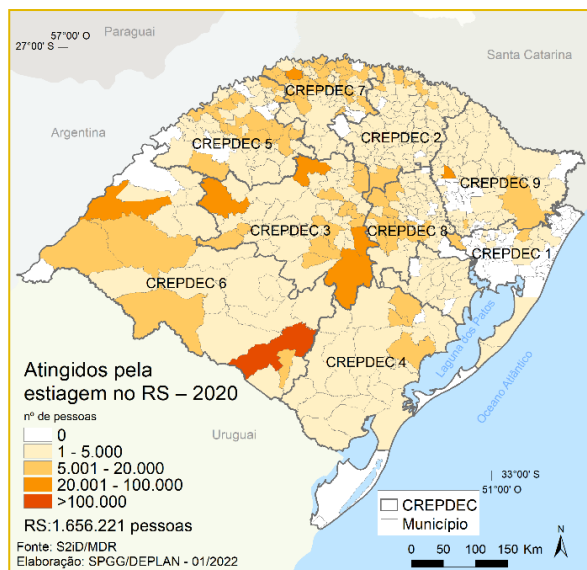 Paraguai
57°00' O
27°00' S
Santa Catarina
Argentina
CREPDEC 7
CREPDEC 2
CREPDEC 5
CREPDEC 9
CREPDEC 3
CREPDEC 8
CREPDEC 1
CREPDEC 6
CREPDEC 4
Laguna dos Patos
Oceano Atlântico
Uruguai
Atingidos pela
estiagem no RS – 2020
nº de pessoas
0
1 - 5.000
5.001 - 20.000
20.001 - 100.000
>100.000
RS:1.656.221 pessoas
Fonte: S2iD/MDR
Elaboração: SPGG/DEPLAN - 01/2022
33°00' S
51°00' O
CREPDEC
Município
N
0 50 100 150 Km